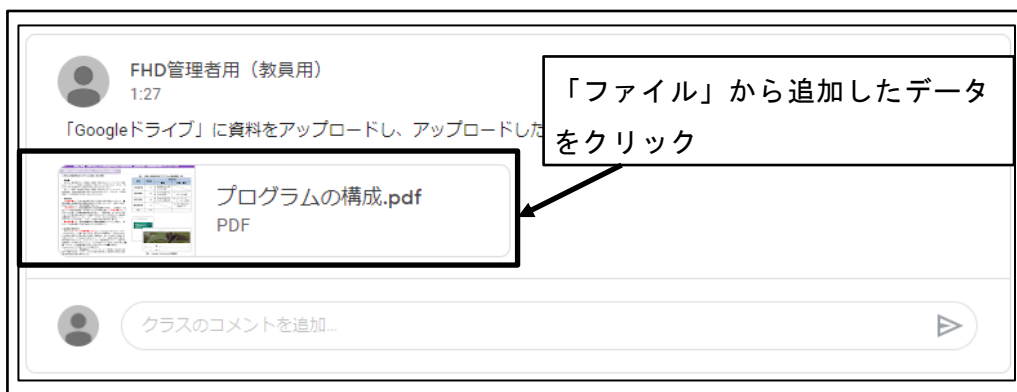 FHD管理者用（教員用）
1:27
「ファイル」から追加したデータ
をクリック
「Googleドライブ」に資料をアップロードし、アップロードした
プログラムの構成.pdf
PDF
クラスのコメントを追加...